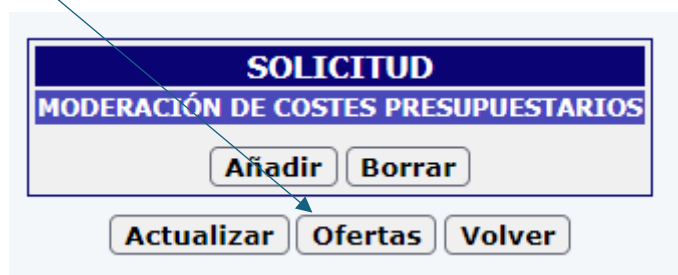 SOLICITUD
MODERACIÓN DE COSTES PRESUPUESTARIOS
Añadir Borrar
Actualizar Ofertas Volver